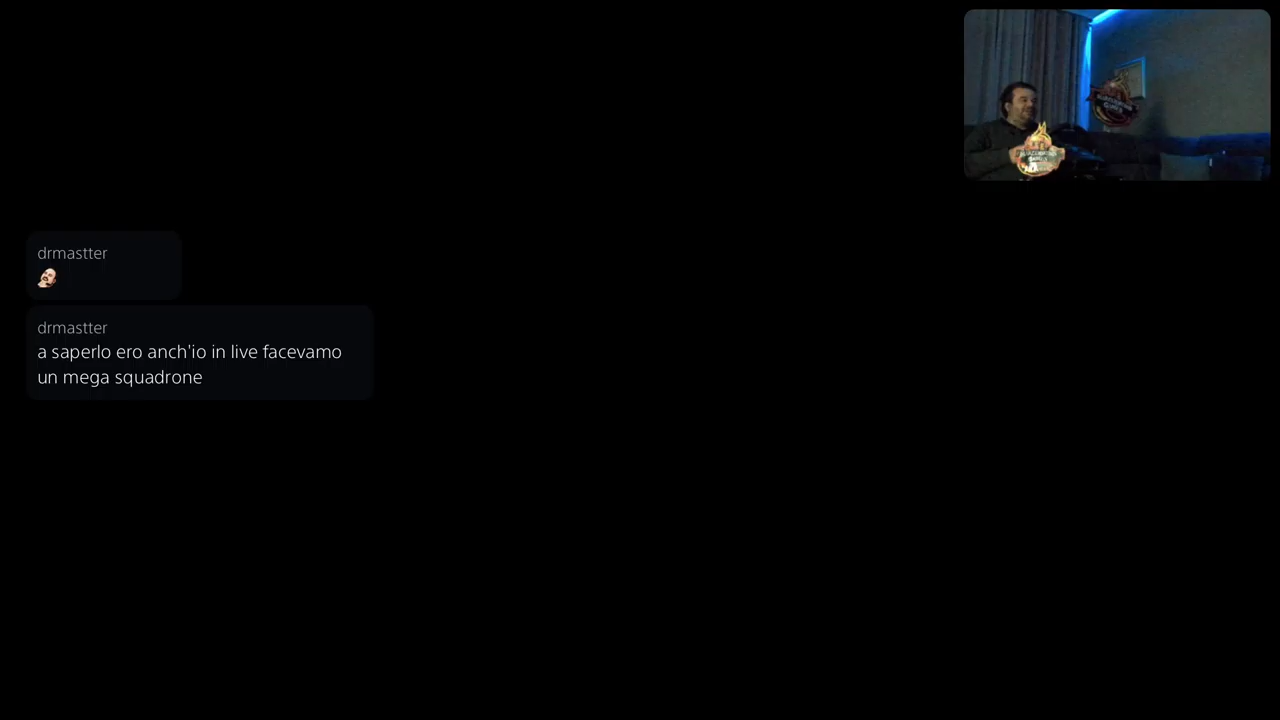 drmastter
drmastter
a saperlo ero anch'io in live facevamo
un mega squadrone